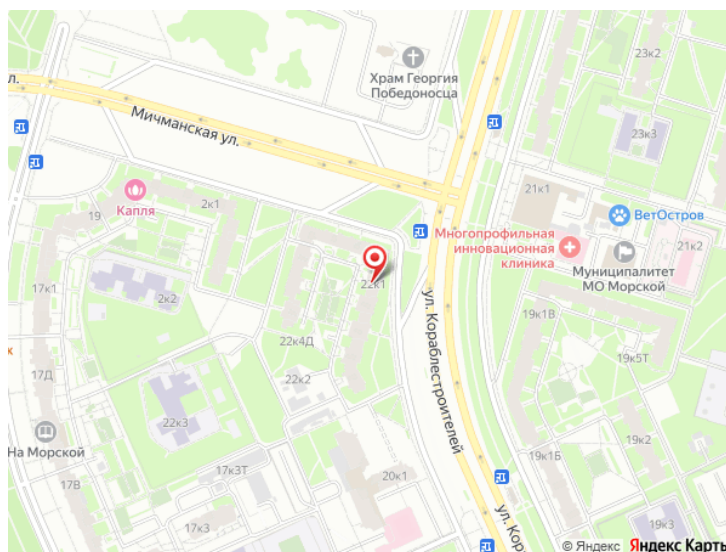 Храм Георгия
Победоносца
23к2
л.
Мичманская ул.
23к3
21к1
Капля
19
2к1
ВетОстров
Многопрофильная
инновационная
клиника
21к2
Муниципалитет
МО Морской
22к1
17к1
2к2
19к1В
ул. Кораблестроителей
22к4Д
19к5Т
к
17Д
22к2
22к3
На Морской
19к2
17к3Т
19к1Б
20к1
17В
17к3
ул. Кор
19к3
© Яндекс Яндекс Карты